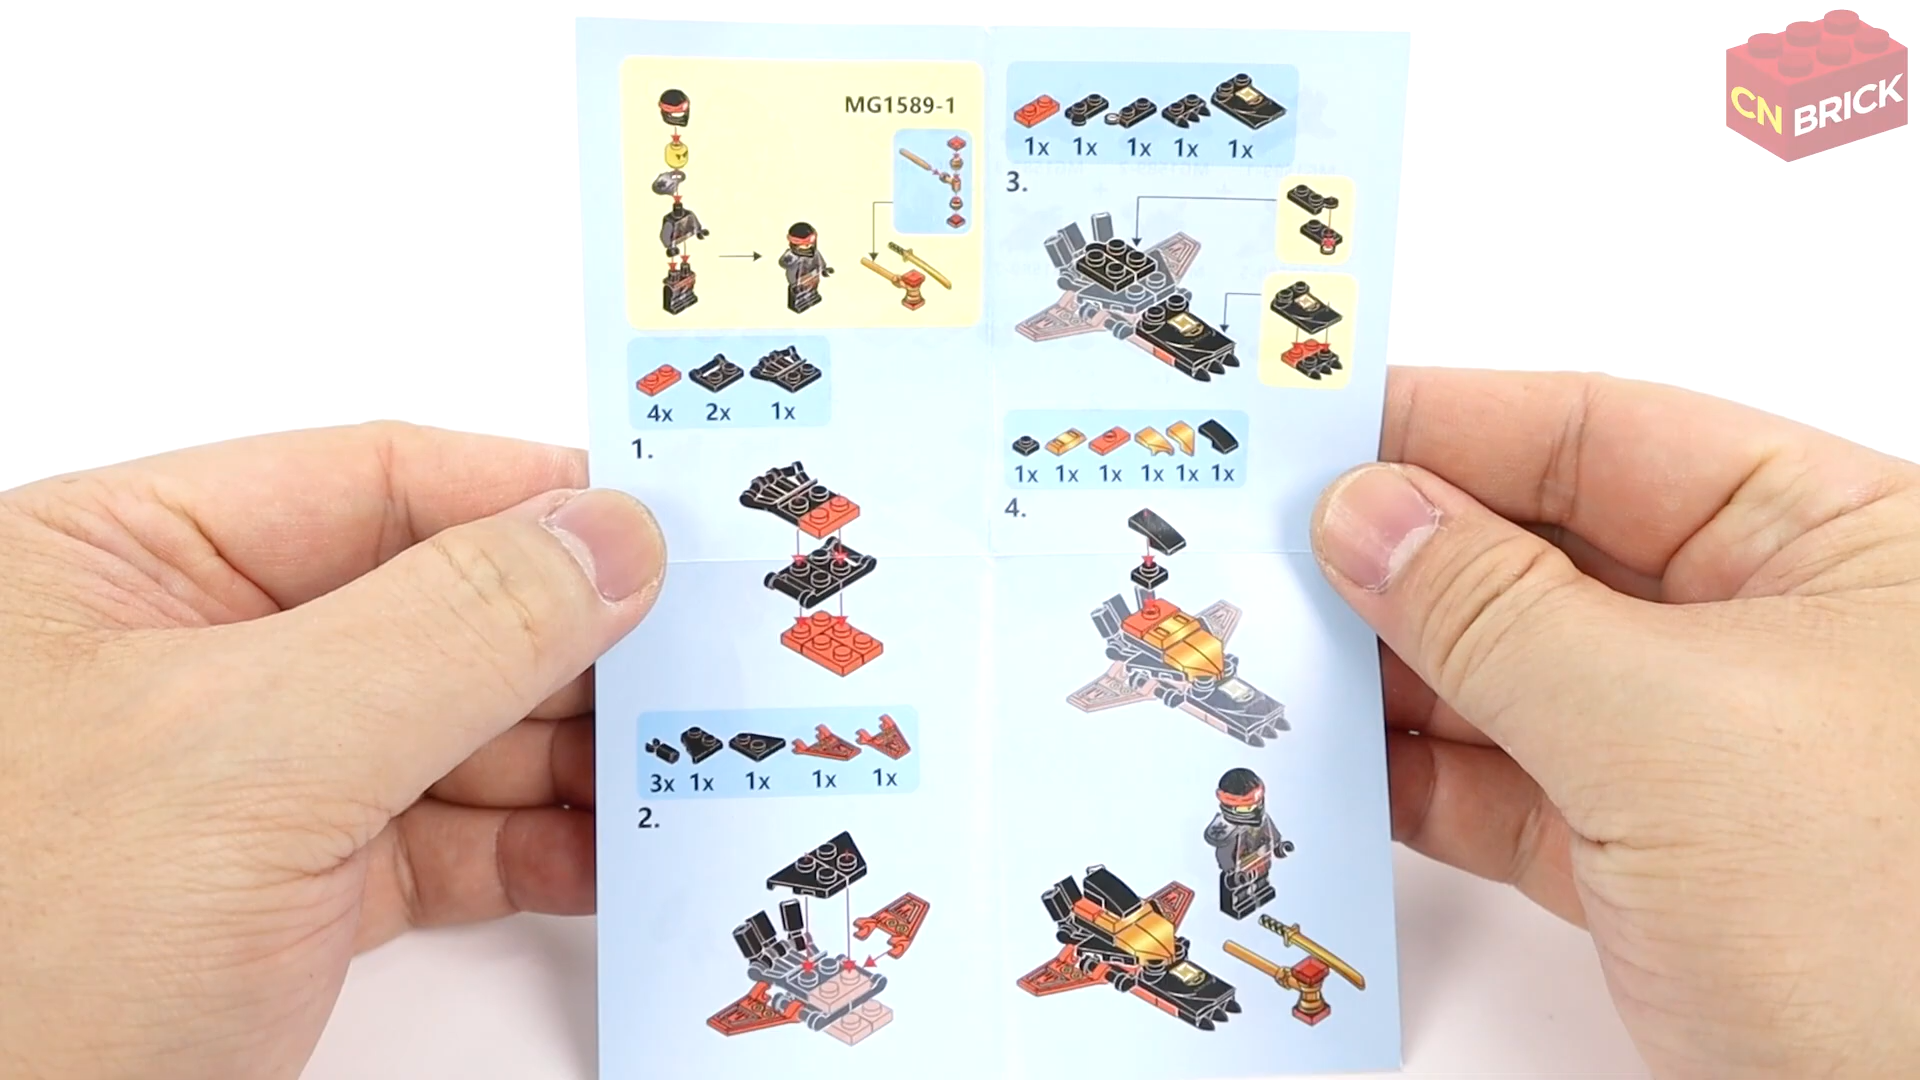 MG1589-1
4x 2x 1x
1.
3x 1x 1x 1x 1x
2.
1x 1x 1x 1x 1x
3.
1x 1x 1x 1x 1x 1x
4.
CN BRICK